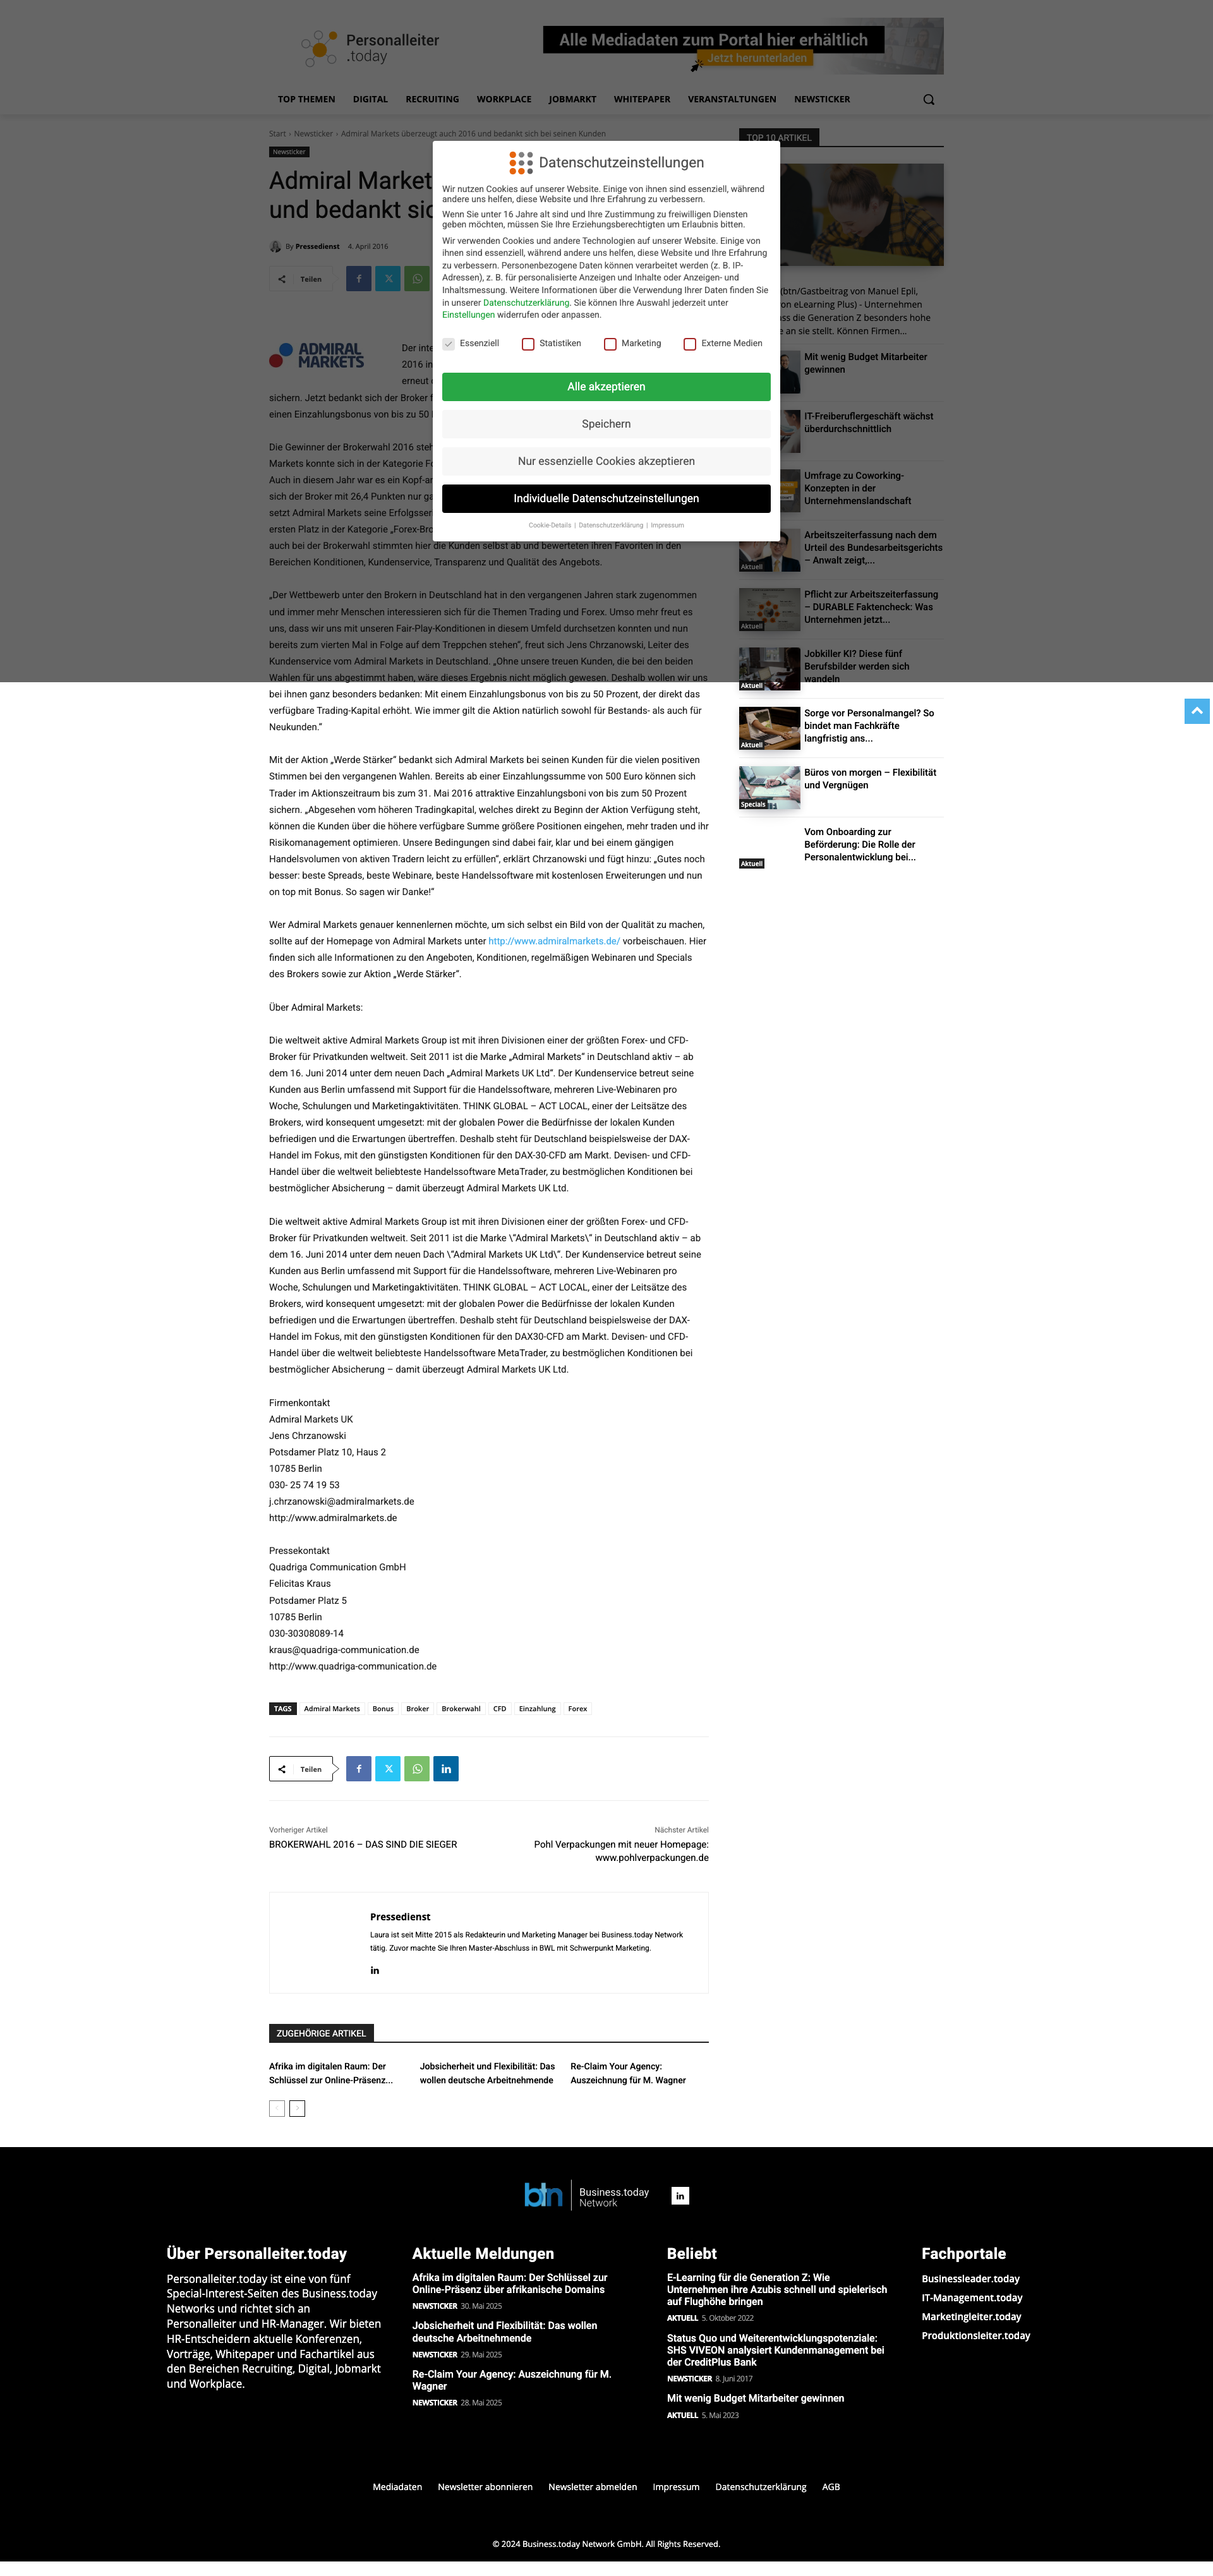 Personalleiter
.today
Alle Mediadaten zum Portal hier erhältlich
Jetzt herunterladen
TOP THEMEN DIGITAL RECRUITING WORKPLACE JOBMARKT WHITEPAPER VERANSTALTUNGEN NEWSTICKER
Start › Newsticker › Admiral Markets überzeugt auch 2016 und bedankt sich bei seinen Kunden
Newsticker
Admiral Market
und bedankt sic
By Pressedienst 4. April 2016
Teilen
Datenschutzeinstellungen
Wir nutzen Cookies auf unserer Website. Einige von ihnen sind essenziell, während
andere uns helfen, diese Website und Ihre Erfahrung zu verbessern.
Wenn Sie unter 16 Jahre alt sind und Ihre Zustimmung zu freiwilligen Diensten
geben möchten, müssen Sie Ihre Erziehungsberechtigten um Erlaubnis bitten.
Wir verwenden Cookies und andere Technologien auf unserer Website. Einige von
ihnen sind essenziell, während andere uns helfen, diese Website und Ihre Erfahrung
zu verbessern. Personenbezogene Daten können verarbeitet werden (z. B. IP-
Adressen), z. B. für personalisierte Anzeigen und Inhalte oder Anzeigen- und
Inhaltsmessung. Weitere Informationen über die Verwendung Ihrer Daten finden Sie
in unserer Datenschutzerklärung. Sie können Ihre Auswahl jederzeit unter
Einstellungen widerrufen oder anpassen.
Essenziell Statistiken Marketing Externe Medien
Alle akzeptieren
Speichern
Nur essenzielle Cookies akzeptieren
Individuelle Datenschutzeinstellungen
Cookie-Details | Datenschutzerklärung | Impressum
ADMIRAL
MARKETS
Der inte
2016 in
erneut d
sichern. Jetzt bedankt sich der Broker f
einen Einzahlungsbonus von bis zu 50 
Die Gewinner der Brokerwahl 2016 steh
Markets konnte sich in der Kategorie Fo
Auch in diesem Jahr war es ein Kopf-an
sich der Broker mit 26,4 Punkten nur ga
setzt Admiral Markets seine Erfolgsser
ersten Platz in der Kategorie „Forex-Bro
auch bei der Brokerwahl stimmten hier die Kunden selbst ab und bewerteten ihren Favoriten in den
Bereichen Konditionen, Kundenservice, Transparenz und Qualität des Angebots.
„Der Wettbewerb unter den Brokern in Deutschland hat in den vergangenen Jahren stark zugenommen
und immer mehr Menschen interessieren sich für die Themen Trading und Forex. Umso mehr freut es
uns, dass wir uns mit unseren Fair-Play-Konditionen in diesem Umfeld durchsetzen konnten und nun
bereits zum vierten Mal in Folge auf dem Treppchen stehen“, freut sich Jens Chrzanowski, Leiter des
Kundenservice vom Admiral Markets in Deutschland. „Ohne unsere treuen Kunden, die bei den beiden
Wahlen für uns abgestimmt haben, wäre dieses Ergebnis nicht möglich gewesen. Deshalb wollen wir uns
bei ihnen ganz besonders bedanken: Mit einem Einzahlungsbonus von bis zu 50 Prozent, der direkt das
verfügbare Trading-Kapital erhöht. Wie immer gilt die Aktion natürlich sowohl für Bestands- als auch für
Neukunden.“
Mit der Aktion „Werde Stärker“ bedankt sich Admiral Markets bei seinen Kunden für die vielen positiven
Stimmen bei den vergangenen Wahlen. Bereits ab einer Einzahlungssumme von 500 Euro können sich
Trader im Aktionszeitraum bis zum 31. Mai 2016 attraktive Einzahlungsboni von bis zum 50 Prozent
sichern. „Abgesehen vom höheren Tradingkapital, welches direkt zu Beginn der Aktion Verfügung steht,
können die Kunden über die höhere verfügbare Summe größere Positionen eingehen, mehr traden und ihr
Risikomanagement optimieren. Unsere Bedingungen sind dabei fair, klar und bei einem gewissen
Handelsvolumen von aktiven Tradern leicht zu erfüllen“, erklärt Chrzanowski und fügt hinzu: „Gutes noch
besser: beste Spreads, beste Webinare, beste Handelssoftware mit kostenlosen Erweiterungen und nun
on top mit Bonus. So sagen wir Danke!“
Wer Admiral Markets genauer kennenlernen möchte, um sich selbst ein Bild von der Qualität zu machen,
sollte auf der Homepage von Admiral Markets unter http://www.admiralmarkets.de/ vorbeischauen. Hier
finden sich alle Informationen zu den Angeboten, Konditionen, regelmäßigen Webinaren und Specials
des Brokers sowie zur Aktion „Werde Stärker“.
Über Admiral Markets:
Die weltweit aktive Admiral Markets Group ist mit ihren Divisionen einer der größten Forex- und CFD-
Broker für Privatkunden weltweit. Seit 2011 ist die Marke „Admiral Markets“ in Deutschland aktiv – ab
dem 16. Juni 2014 unter dem neuen Dach „Admiral Markets UK Ltd“. Der Kundenservice betreut seine
Kunden aus Berlin umfassend mit Support für die Handelssoftware, mehreren Live-Webinaren pro
Woche, Schulungen und Marketingaktivitäten. THINK GLOBAL – ACT LOCAL, einer der Leitsätze des
Brokers, wird konsequent umgesetzt: mit der globalen Power die Bedürfnisse der lokalen Kunden
befriedigen und die Erwartungen übertreffen. Deshalb steht für Deutschland beispielsweise der DAX-
Handel im Fokus, mit den günstigsten Konditionen für den DAX-30-CFD am Markt. Devisen- und CFD-
Handel über die weltweit beliebteste Handelssoftware MetaTrader, zu bestmöglichen Konditionen bei
bestmöglicher Absicherung – damit überzeugt Admiral Markets UK Ltd.
Die weltweit aktive Admiral Markets Group ist mit ihren Divisionen einer der größten Forex- und CFD-
Broker für Privatkunden weltweit. Seit 2011 ist die Marke \“Admiral Markets\“ in Deutschland aktiv – ab
dem 16. Juni 2014 unter dem neuen Dach \“Admiral Markets UK Ltd\“. Der Kundenservice betreut seine
Kunden aus Berlin umfassend mit Support für die Handelssoftware, mehreren Live-Webinaren pro
Woche, Schulungen und Marketingaktivitäten. THINK GLOBAL – ACT LOCAL, einer der Leitsätze des
Brokers, wird konsequent umgesetzt: mit der globalen Power die Bedürfnisse der lokalen Kunden
befriedigen und die Erwartungen übertreffen. Deshalb steht für Deutschland beispielsweise der DAX-
Handel im Fokus, mit den günstigsten Konditionen für den DAX30-CFD am Markt. Devisen- und CFD-
Handel über die weltweit beliebteste Handelssoftware MetaTrader, zu bestmöglichen Konditionen bei
bestmöglicher Absicherung – damit überzeugt Admiral Markets UK Ltd.
Firmenkontakt
Admiral Markets UK
Jens Chrzanowski
Potsdamer Platz 10, Haus 2
10785 Berlin
030- 25 74 19 53
j.chrzanowski@admiralmarkets.de
http://www.admiralmarkets.de
Pressekontakt
Quadriga Communication GmbH
Felicitas Kraus
Potsdamer Platz 5
10785 Berlin
030-30308089-14
kraus@quadriga-communication.de
http://www.quadriga-communication.de
TAGS Admiral Markets Bonus Broker Brokerwahl CFD Einzahlung Forex
Teilen
Vorheriger Artikel
BROKERWAHL 2016 – DAS SIND DIE SIEGER
Nächster Artikel
Pohl Verpackungen mit neuer Homepage:
www.pohlverpackungen.de
Pressedienst
Laura ist seit Mitte 2015 als Redakteurin und Marketing Manager bei Business.today Network
tätig. Zuvor machte Sie Ihren Master-Abschluss in BWL mit Schwerpunkt Marketing.
ZUGEHÖRIGE ARTIKEL
Afrika im digitalen Raum: Der
Schlüssel zur Online-Präsenz...
Jobsicherheit und Flexibilität: Das
wollen deutsche Arbeitnehmende
Re-Claim Your Agency:
Auszeichnung für M. Wagner
TOP 10 ARTIKEL
(btn/Gastbeitrag von Manuel Epli,
on eLearning Plus) - Unternehmen
ass die Generation Z besonders hohe
e an sie stellt. Können Firmen...
Mit wenig Budget Mitarbeiter
gewinnen
IT-Freiberuflergeschäft wächst
überdurchschnittlich
Umfrage zu Coworking-
Konzepten in der
Unternehmenslandschaft
Aktuell
Arbeitszeiterfassung nach dem
Urteil des Bundesarbeitsgerichts
– Anwalt zeigt,...
Aktuell
Pflicht zur Arbeitszeiterfassung
– DURABLE Faktencheck: Was
Unternehmen jetzt...
Aktuell
Jobkiller KI? Diese fünf
Berufsbilder werden sich
wandeln
Aktuell
Sorge vor Personalmangel? So
bindet man Fachkräfte
langfristig ans...
Specials
Büros von morgen – Flexibilität
und Vergnügen
Aktuell
Vom Onboarding zur
Beförderung: Die Rolle der
Personalentwicklung bei...
btn Business.today
Network
Über Personalleiter.today
Personalleiter.today ist eine von fünf
Special-Interest-Seiten des Business.today
Networks und richtet sich an
Personalleiter und HR-Manager. Wir bieten
HR-Entscheidern aktuelle Konferenzen,
Vorträge, Whitepaper und Fachartikel aus
den Bereichen Recruiting, Digital, Jobmarkt
und Workplace.
Aktuelle Meldungen
Afrika im digitalen Raum: Der Schlüssel zur
Online-Präsenz über afrikanische Domains
NEWSTICKER 30. Mai 2025
Jobsicherheit und Flexibilität: Das wollen
deutsche Arbeitnehmende
NEWSTICKER 29. Mai 2025
Re-Claim Your Agency: Auszeichnung für M.
Wagner
NEWSTICKER 28. Mai 2025
Beliebt
E-Learning für die Generation Z: Wie
Unternehmen ihre Azubis schnell und spielerisch
auf Flughöhe bringen
AKTUELL 5. Oktober 2022
Status Quo und Weiterentwicklungspotenziale:
SHS VIVEON analysiert Kundenmanagement bei
der CreditPlus Bank
NEWSTICKER 8. Juni 2017
Mit wenig Budget Mitarbeiter gewinnen
AKTUELL 5. Mai 2023
Fachportale
Businessleader.today
IT-Management.today
Marketingleiter.today
Produktionsleiter.today
Mediadaten Newsletter abonnieren Newsletter abmelden Impressum Datenschutzerklärung AGB
© 2024 Business.today Network GmbH. All Rights Reserved.